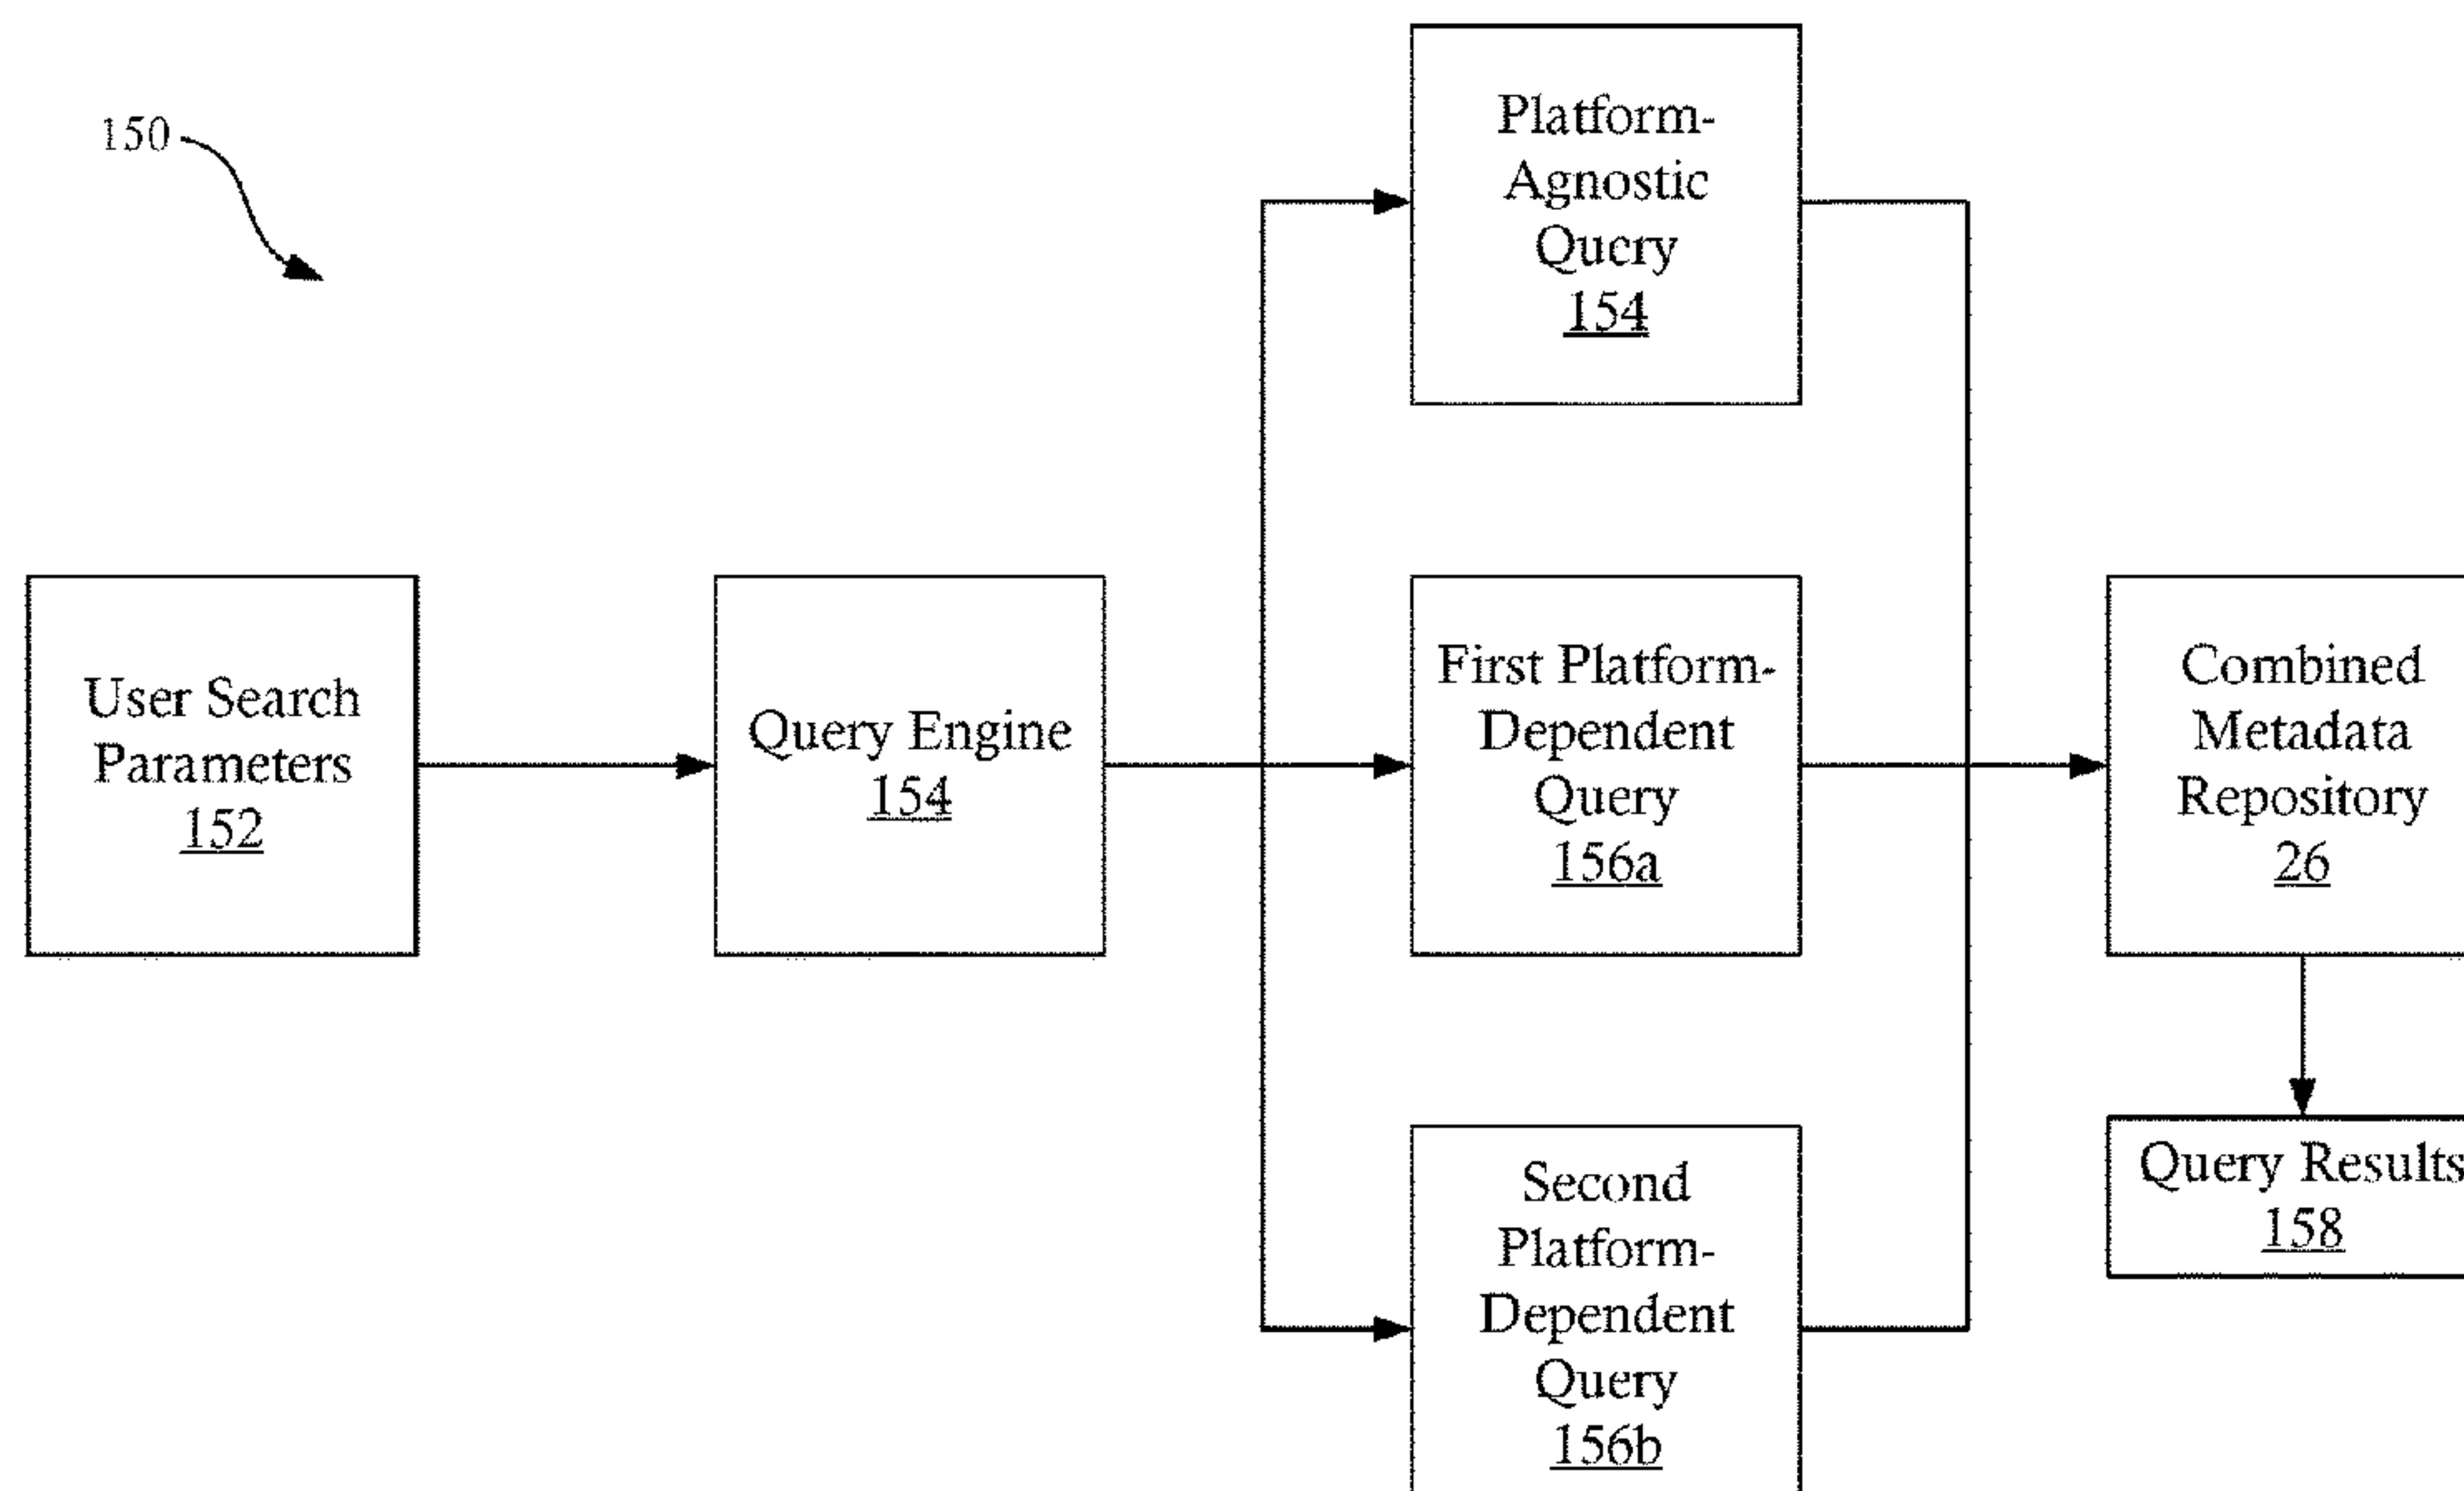 150
Platform-
Agnostic
Query
154
User Search
Parameters
152
Query Engine
154
First Platform-
Dependent
Query
156a
Combined
Metadata
Repository
26
Second
Platform-
Dependent
Query
156b
Query Results
158